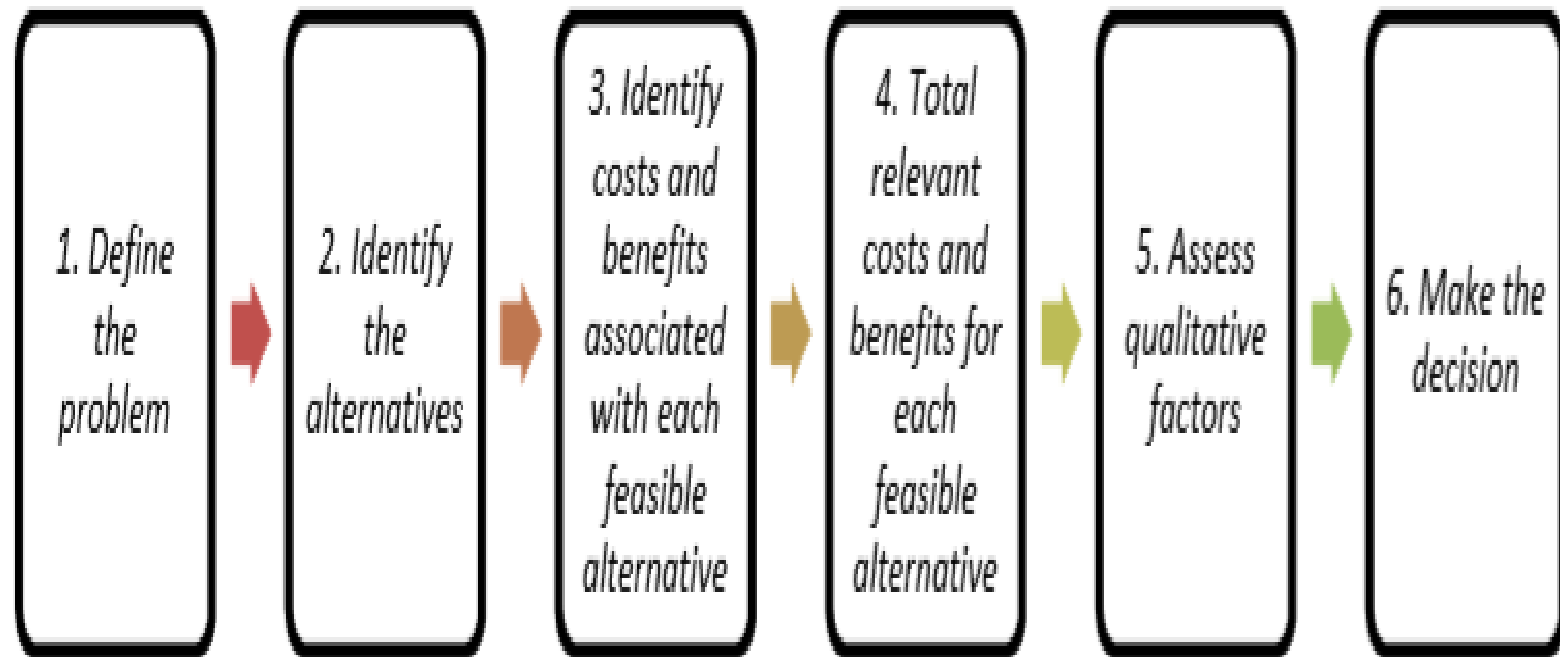 1. Define
the
problem
2. Identify
the
alternatives
3. Identify
costs and
benefits
associated
with each
feasible
alternative
4. Total
relevant
costs and
benefits for
each
feasible
alternative
5. Assess
qualitative
factors
6. Make the
decision